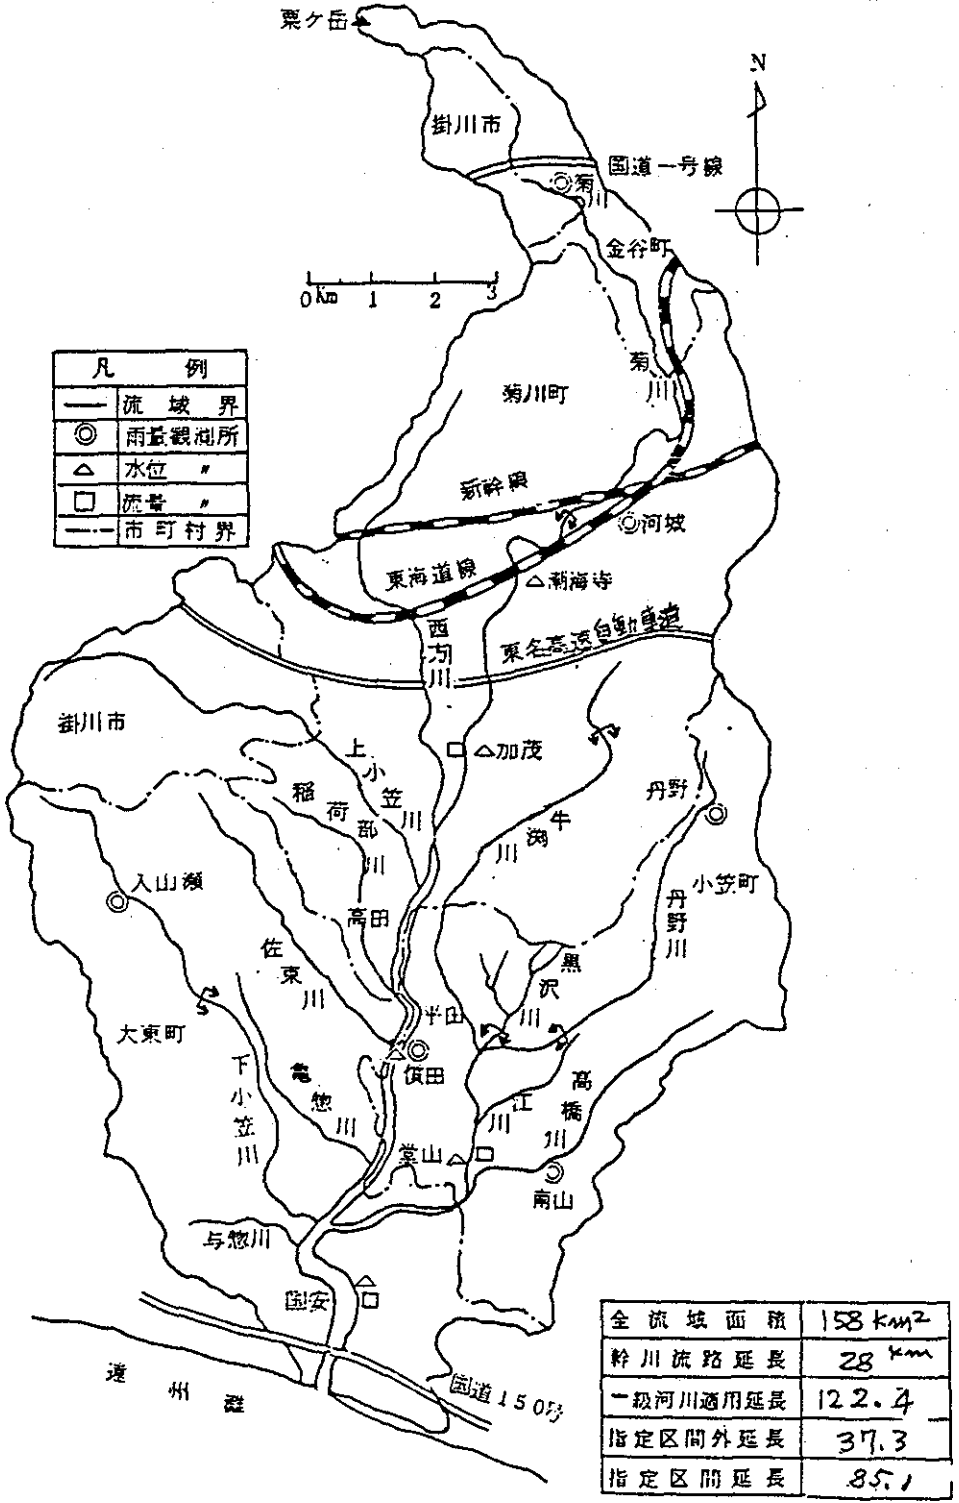 粟ヶ岳
N
掛川市
国道一号線
菊川
金谷町
0 Km 1 2 3
凡 例
流域界
雨量観測所
水位 〃
流量 〃
市町村界
菊川
菊川町
新幹線
河城
東海道線
潮海寺
西方川
東名高速自動車道
掛川市
加茂
上小笠川
稲荷部川
牛渕川
丹野
小笠町
丹野川
入山瀬
高田
佐束川
黒沢川
平田
大東町
下小笠川
亀惣川
横田
江川
高橋川
堂山
南山
与惣川
国安
遠州灘
国道150号
全流域面積 158 km2
幹川流路延長 28 km
一級河川適用延長 122.4
指定区間外延長 37.3
指定区間延長 85.1